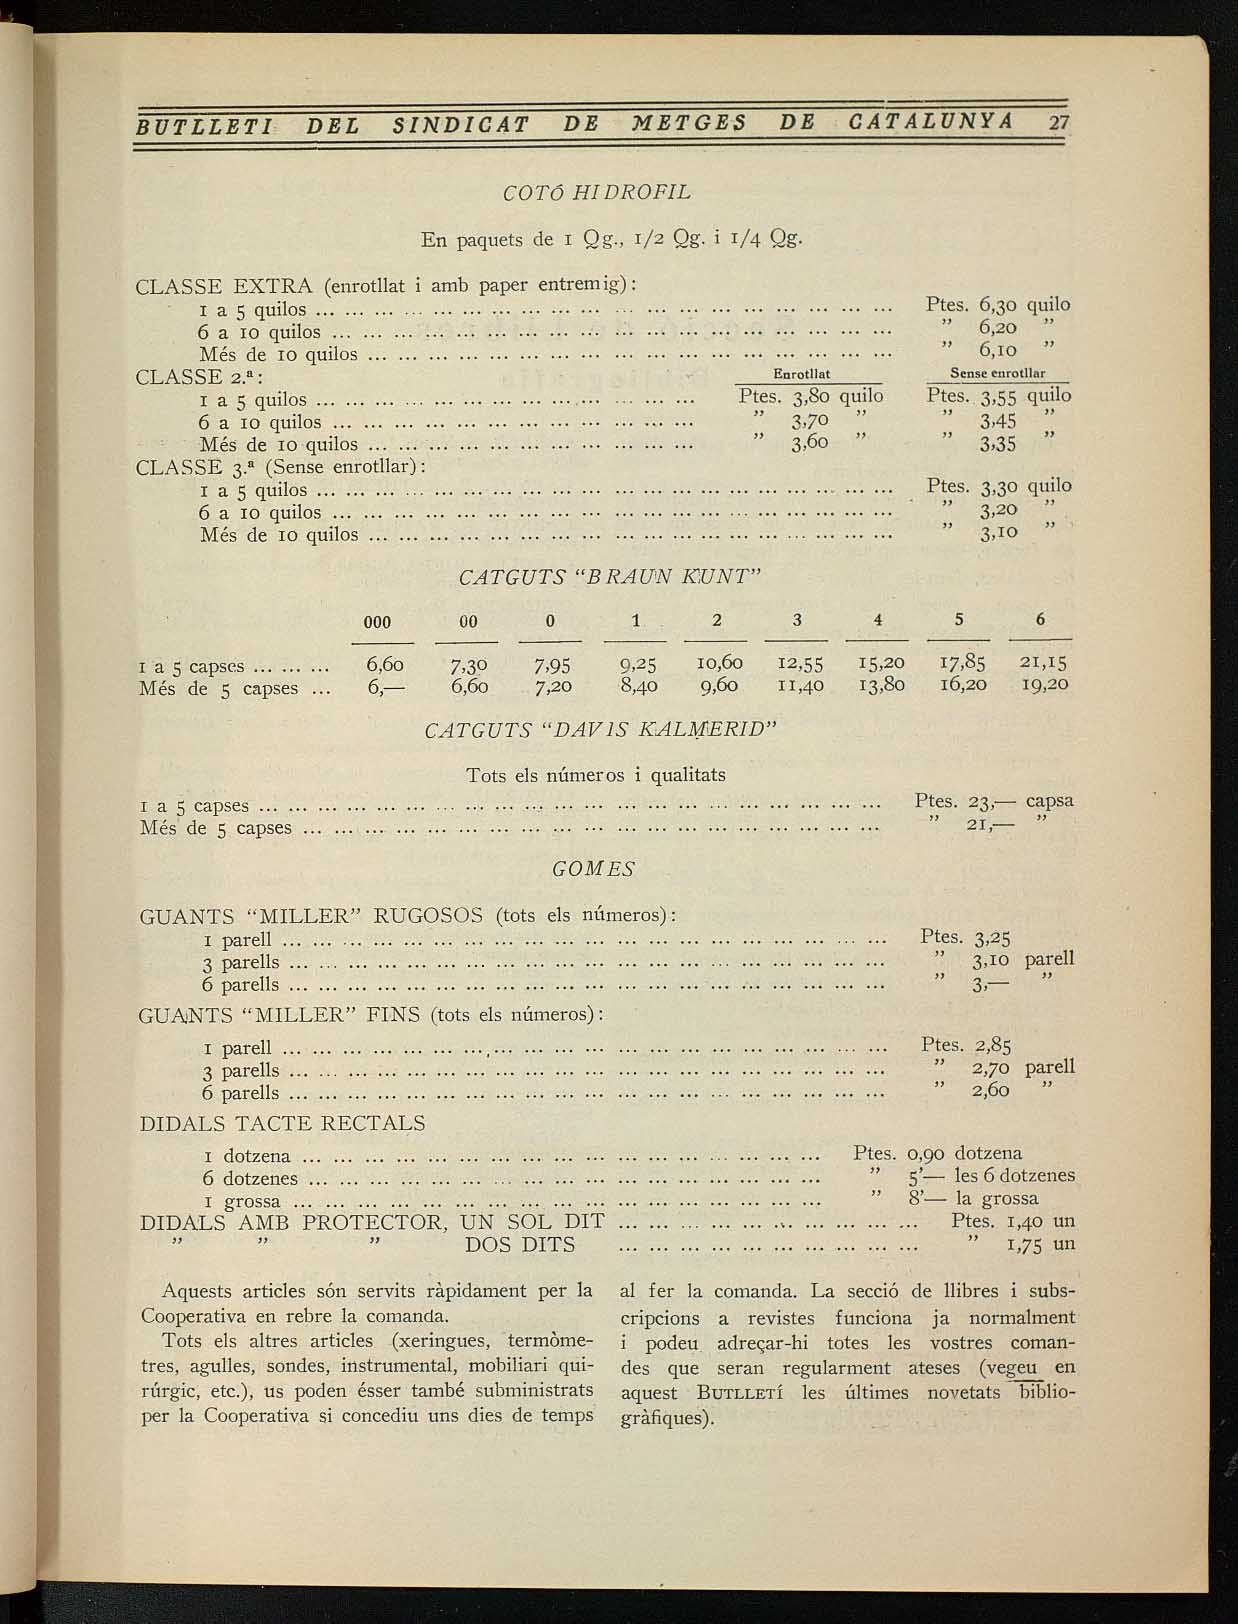 BUTLLETI DEL SINDICAT DE METGES DE CATALUNYA 27
COTÓ HIDROFIL
En paquets de 1 Qg., 1/2 Qg. i 1/4 Qg.
CLASSE EXTRA (enrotllat i amb paper entremig):
1 a 5 quilos ... ... ... Ptes. 6,30 quilo
6 a 10 quilos ... ... ... " 6,20 "
Més de 10 quilos ... ... ... " 6,10 "
CLASSE 2.ª: Enrotllat Sense enrotllar
1 a 5 quilos ... ... ... Ptes. 3,80 quilo Ptes. 3,55 quilo
6 a 10 quilos ... ... ... " 3,70 " " 3,45 "
Més de 10 quilos ... ... ... " 3,60 " " 3,35 "
CLASSE 3.ª (Sense enrotllar):
1 a 5 quilos ... ... ... Ptes. 3,30 quilo
6 a 10 quilos ... ... ... " 3,20 "
Més de 10 quilos ... ... ... " 3,10 "
CATGUTS "BRAUN KUNT"
000 00 0 1 2 3 4 5 6
1 a 5 capses ... ... ... 6,60 7,30 7,95 9,25 10,60 12,55 15,20 17,85 21,15
Més de 5 capses ... 6,— 6,60 7,20 8,40 9,60 11,40 13,80 16,20 19,20
CATGUTS "DAVIS KALMERID"
Tots els números i qualitats
1 a 5 capses ... ... ... Ptes. 23,— capsa
Més de 5 capses ... ... ... " 21,— "
GOMES
GUANTS "MILLER" RUGOSOS (tots els números):
1 parell ... ... ... Ptes. 3,25
3 parells ... ... ... " 3,10 parell
6 parells ... ... ... " 3,— "
GUANTS "MILLER" FINS (tots els números):
1 parell ... ... ... Ptes. 2,85
3 parells ... ... ... " 2,70 parell
6 parells ... ... ... " 2,60 "
DIDALS TACTE RECTALS
1 dotzena ... ... ... Ptes. 0,90 dotzena
6 dotzenes ... ... ... " 5'— les 6 dotzenes
1 grossa ... ... ... " 8'— la grossa
DIDALS AMB PROTECTOR, UN SOL DIT ... ... ... Ptes. 1,40 un
" " " DOS DITS ... ... ... " 1,75 un
Aquests articles són servits ràpidament per la
Cooperativa en rebre la comanda.
Tots els altres articles (xeringues, termòme-
tres, agulles, sondes, instrumental, mobiliari qui-
rúrgic, etc.), us poden ésser també subministrats
per la Cooperativa si concediu uns dies de temps
al fer la comanda. La secció de llibres i subs-
cripcions a revistes funciona ja normalment
i podeu adreçar-hi totes les vostres coman-
des que seran regularment ateses (vegeu en
aquest BUTLLETÍ les últimes novetats biblio-
gràfiques).